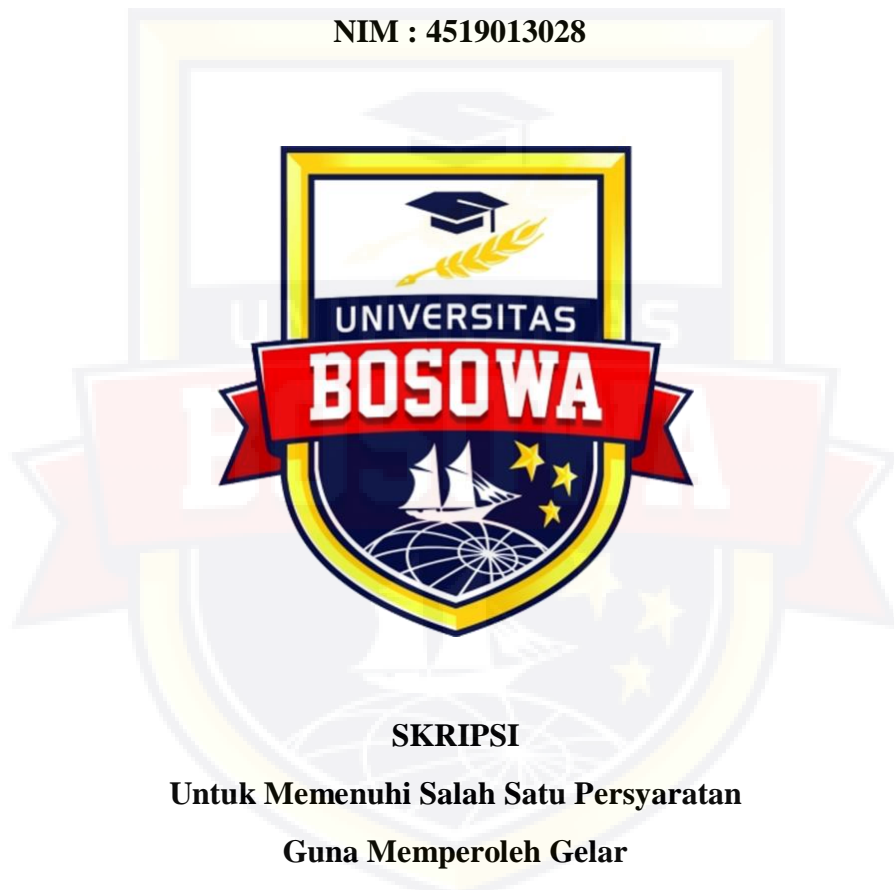 NIM : 4519013028
UNIVERSITAS
BOSOWA
SKRIPSI
Untuk Memenuhi Salah Satu Persyaratan
Guna Memperoleh Gelar